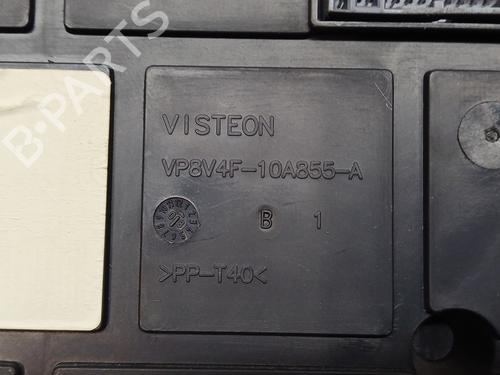 B-PARTS
VISTEON
VP8V4F-10A855-A
B 1
>PP-T40<